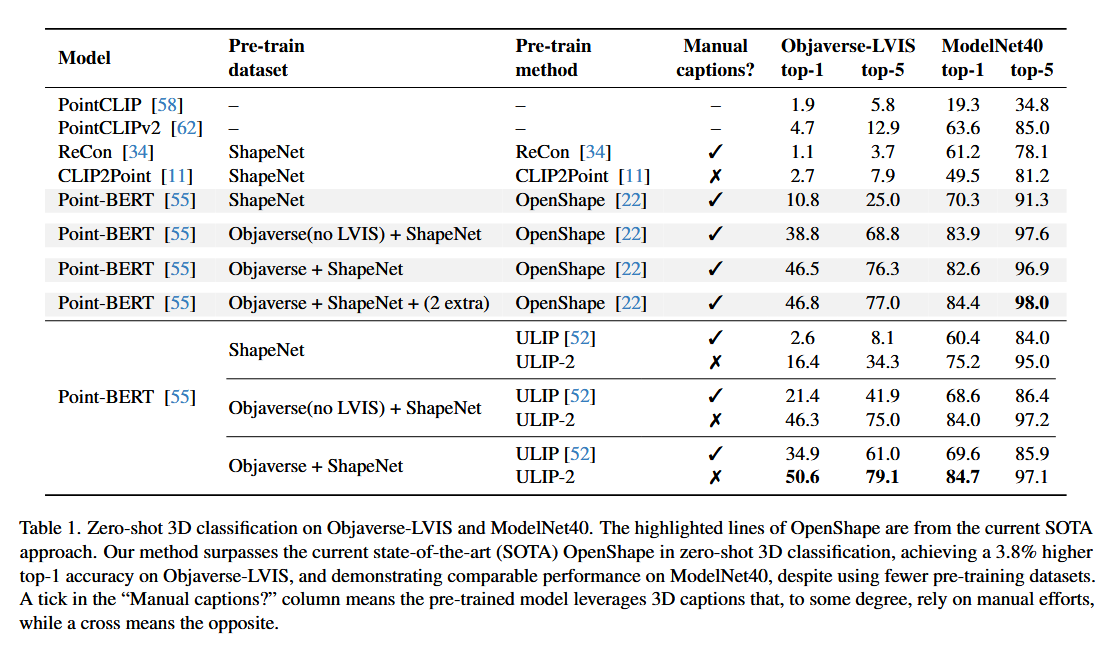 Model Pre-train dataset Pre-train method Manual captions? Objaverse-LVIS top-1 top-5 ModelNet40 top-1 top-5
PointCLIP [58] – – – 1.9 5.8 19.3 34.8
PointCLIPv2 [62] – – – 4.7 12.9 63.6 85.0
ReCon [34] ShapeNet ReCon [34] ✓ 1.1 3.7 61.2 78.1
CLIP2Point [11] ShapeNet CLIP2Point [11] ✗ 2.7 7.9 49.5 81.2
Point-BERT [55] ShapeNet OpenShape [22] ✓ 10.8 25.0 70.3 91.3
Point-BERT [55] Objaverse(no LVIS) + ShapeNet OpenShape [22] ✓ 38.8 68.8 83.9 97.6
Point-BERT [55] Objaverse + ShapeNet OpenShape [22] ✓ 46.5 76.3 82.6 96.9
Point-BERT [55] Objaverse + ShapeNet + (2 extra) OpenShape [22] ✓ 46.8 77.0 84.4 98.0
Point-BERT [55]
ShapeNet
ULIP [52] ✓ 2.6 8.1 60.4 84.0
ULIP-2 ✗ 16.4 34.3 75.2 95.0
Objaverse(no LVIS) + ShapeNet
ULIP [52] ✓ 21.4 41.9 68.6 86.4
ULIP-2 ✗ 46.3 75.0 84.0 97.2
Objaverse + ShapeNet
ULIP [52] ✓ 34.9 61.0 69.6 85.9
ULIP-2 ✗ 50.6 79.1 84.7 97.1
Table 1. Zero-shot 3D classification on Objaverse-LVIS and ModelNet40. The highlighted lines of OpenShape are from the current SOTA
approach. Our method surpasses the current state-of-the-art (SOTA) OpenShape in zero-shot 3D classification, achieving a 3.8% higher
top-1 accuracy on Objaverse-LVIS, and demonstrating comparable performance on ModelNet40, despite using fewer pre-training datasets.
A tick in the “Manual captions?” column means the pre-trained model leverages 3D captions that, to some degree, rely on manual efforts,
while a cross means the opposite.